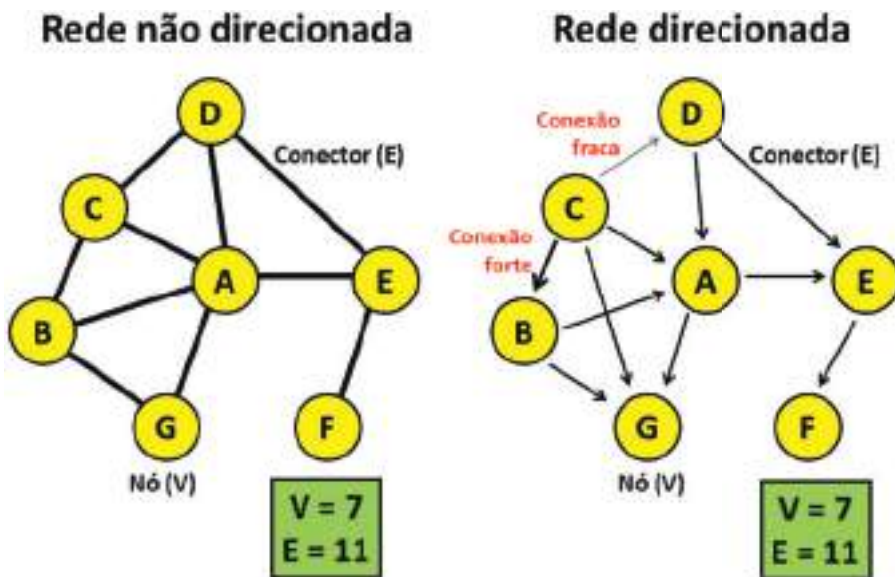 Rede não direcionada
D
Conector (E)
C
A
E
B
G
F
Nó (V)
V = 7
E = 11
Rede direcionada
D
Conexão
fraca
Conector (E)
C
Conexão
forte
A
E
B
G
F
Nó (V)
V = 7
E = 11